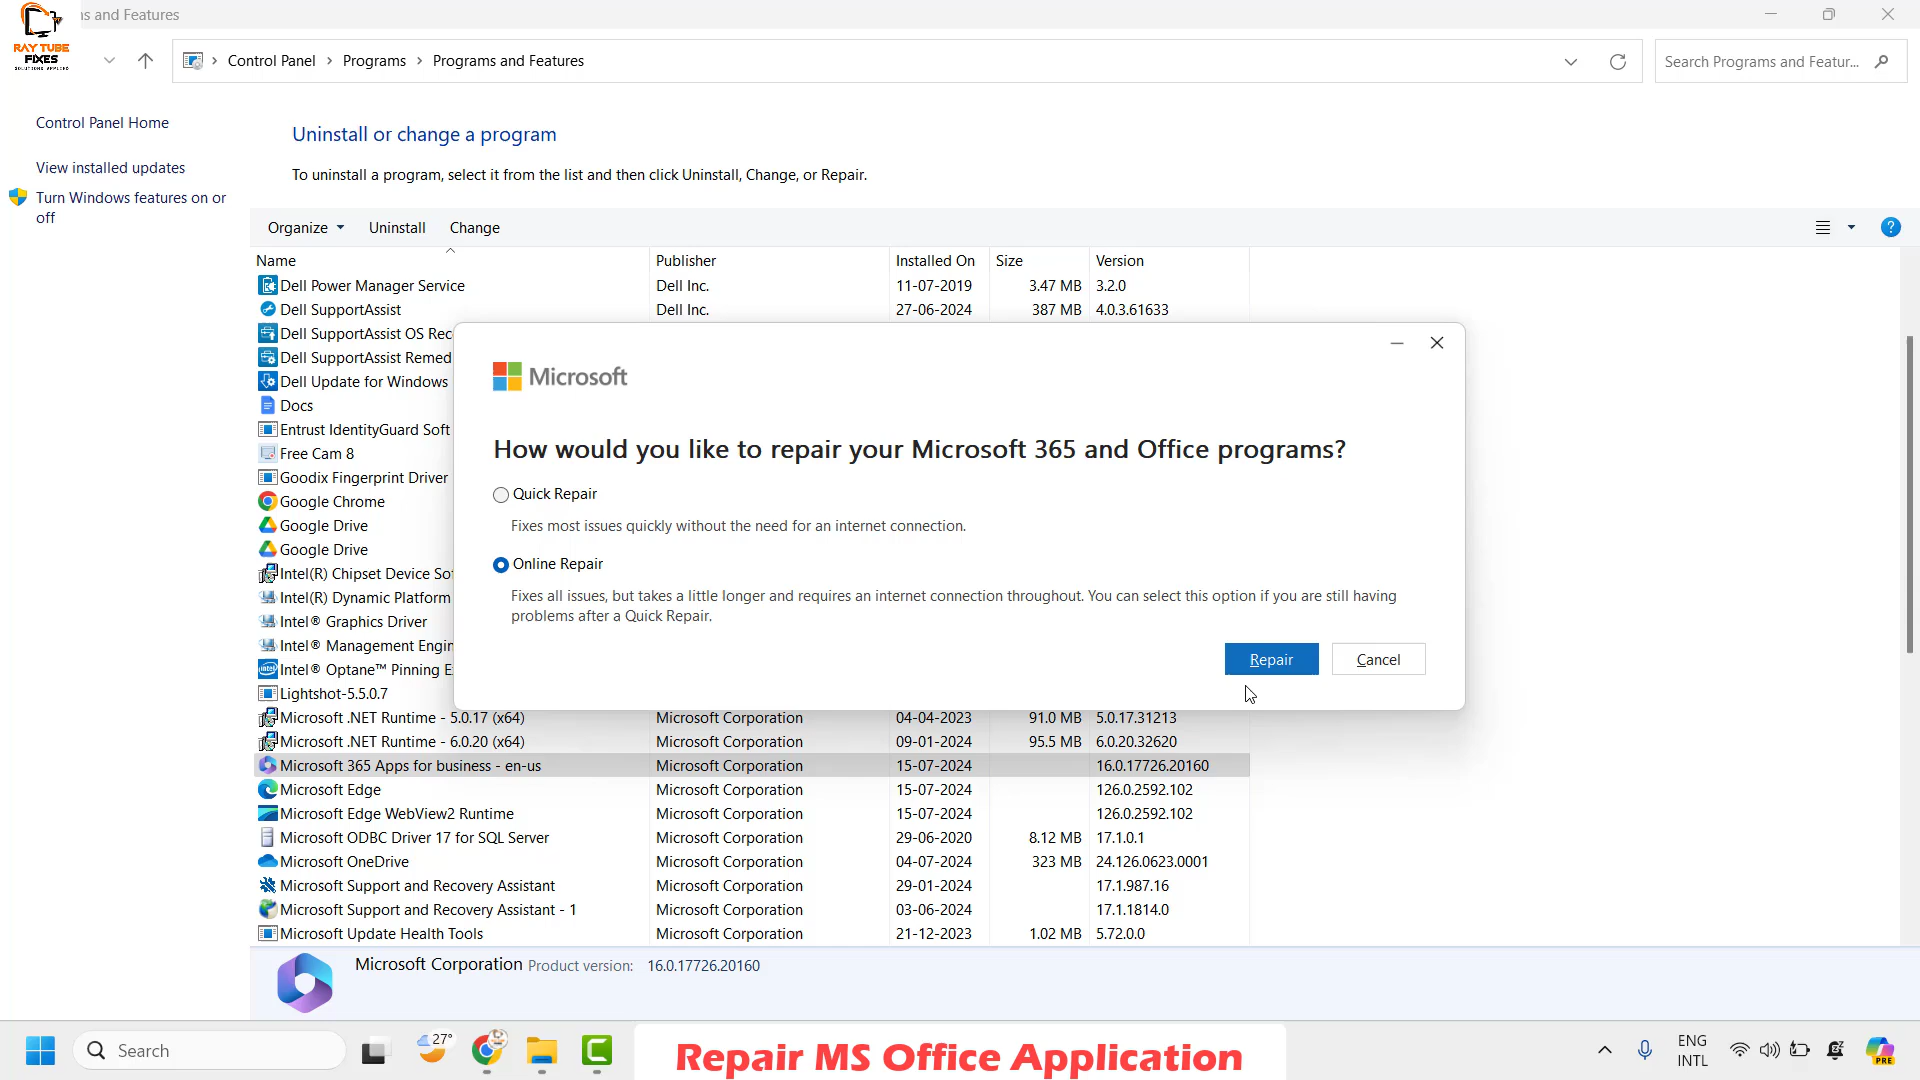 ns and Features
RAY TUBE
FIXES
SOLUTIONS APPLIED
Control Panel > Programs > Programs and Features
Search Programs and Featur...
Control Panel Home
View installed updates
Turn Windows features on or
off
Uninstall or change a program
To uninstall a program, select it from the list and then click Uninstall, Change, or Repair.
Organize Uninstall Change
Name Publisher Installed On Size Version
Dell Power Manager Service Dell Inc. 11-07-2019 3.47 MB 3.2.0
Dell SupportAssist Dell Inc. 27-06-2024 387 MB 4.0.3.61633
Dell SupportAssist OS Rec
Dell SupportAssist Remed
Dell Update for Windows
Docs
Entrust IdentityGuard Soft
Free Cam 8
Goodix Fingerprint Driver
Google Chrome
Google Drive
Google Drive
Intel(R) Chipset Device Sof
Intel(R) Dynamic Platform
Intel® Graphics Driver
Intel® Management Engin
Intel® Optane™ Pinning E
Lightshot-5.5.0.7
Microsoft
How would you like to repair your Microsoft 365 and Office programs?
Quick Repair
Fixes most issues quickly without the need for an internet connection.
Online Repair
Fixes all issues, but takes a little longer and requires an internet connection throughout. You can select this option if you are still having
problems after a Quick Repair.
Repair Cancel
Microsoft .NET Runtime - 5.0.17 (x64) Microsoft Corporation 04-04-2023 91.0 MB 5.0.17.31213
Microsoft .NET Runtime - 6.0.20 (x64) Microsoft Corporation 09-01-2024 95.5 MB 6.0.20.32620
Microsoft 365 Apps for business - en-us Microsoft Corporation 15-07-2024 16.0.17726.20160
Microsoft Edge Microsoft Corporation 15-07-2024 126.0.2592.102
Microsoft Edge WebView2 Runtime Microsoft Corporation 15-07-2024 126.0.2592.102
Microsoft ODBC Driver 17 for SQL Server Microsoft Corporation 29-06-2020 8.12 MB 17.1.0.1
Microsoft OneDrive Microsoft Corporation 04-07-2024 323 MB 24.126.0623.0001
Microsoft Support and Recovery Assistant Microsoft Corporation 29-01-2024 17.1.987.16
Microsoft Support and Recovery Assistant - 1 Microsoft Corporation 03-06-2024 17.1.1814.0
Microsoft Update Health Tools Microsoft Corporation 21-12-2023 1.02 MB 5.72.0.0
Microsoft Corporation Product version: 16.0.17726.20160
Search
27°
Repair MS Office Application
ENG
INTL
PRE